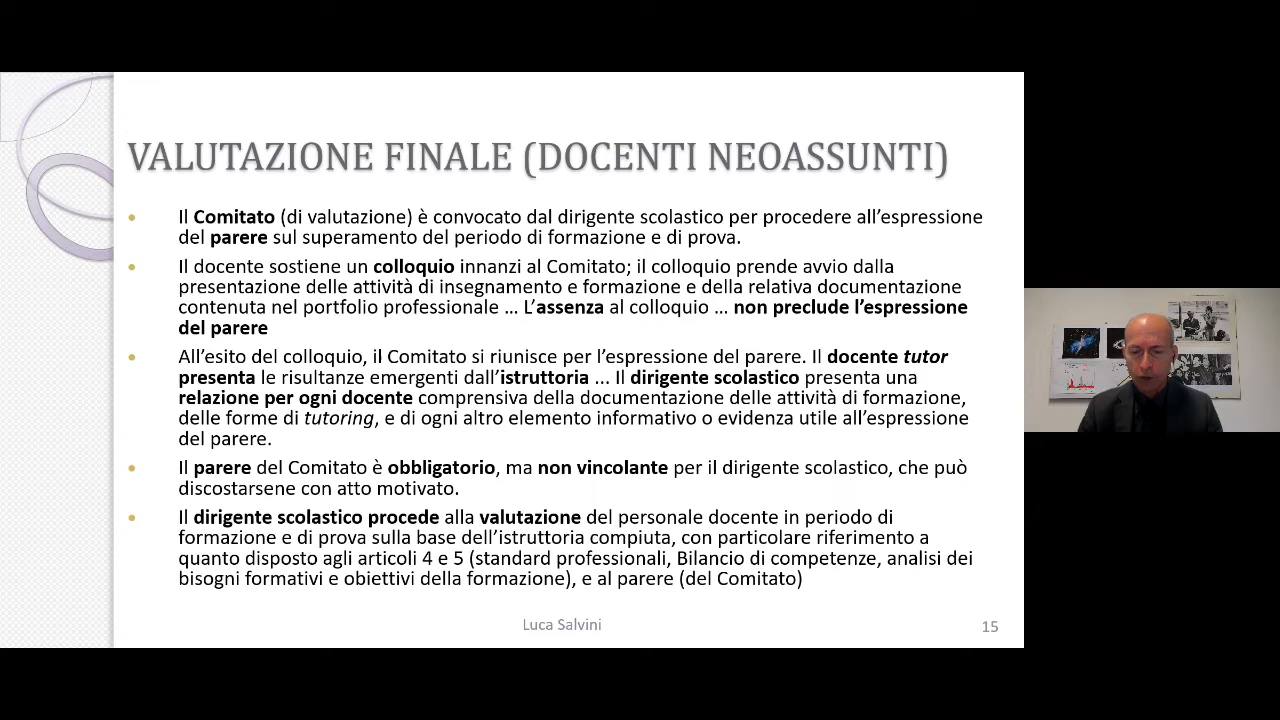 VALUTAZIONE FINALE (DOCENTI NEOASSUNTI)
Il Comitato (di valutazione) è convocato dal dirigente scolastico per procedere all’espressione
del parere sul superamento del periodo di formazione e di prova.
Il docente sostiene un colloquio innanzi al Comitato; il colloquio prende avvio dalla
presentazione delle attività di insegnamento e formazione e della relativa documentazione
contenuta nel portfolio professionale ... L’assenza al colloquio ... non preclude l’espressione
del parere
All’esito del colloquio, il Comitato si riunisce per l’espressione del parere. Il docente tutor
presenta le risultanze emergenti dall’istruttoria ... Il dirigente scolastico presenta una
relazione per ogni docente comprensiva della documentazione delle attività di formazione,
delle forme di tutoring, e di ogni altro elemento informativo o evidenza utile all’espressione
del parere.
Il parere del Comitato è obbligatorio, ma non vincolante per il dirigente scolastico, che può
discostarsene con atto motivato.
Il dirigente scolastico procede alla valutazione del personale docente in periodo di
formazione e di prova sulla base dell’istruttoria compiuta, con particolare riferimento a
quanto disposto agli articoli 4 e 5 (standard professionali, Bilancio di competenze, analisi dei
bisogni formativi e obiettivi della formazione), e al parere (del Comitato)
Luca Salvini
15